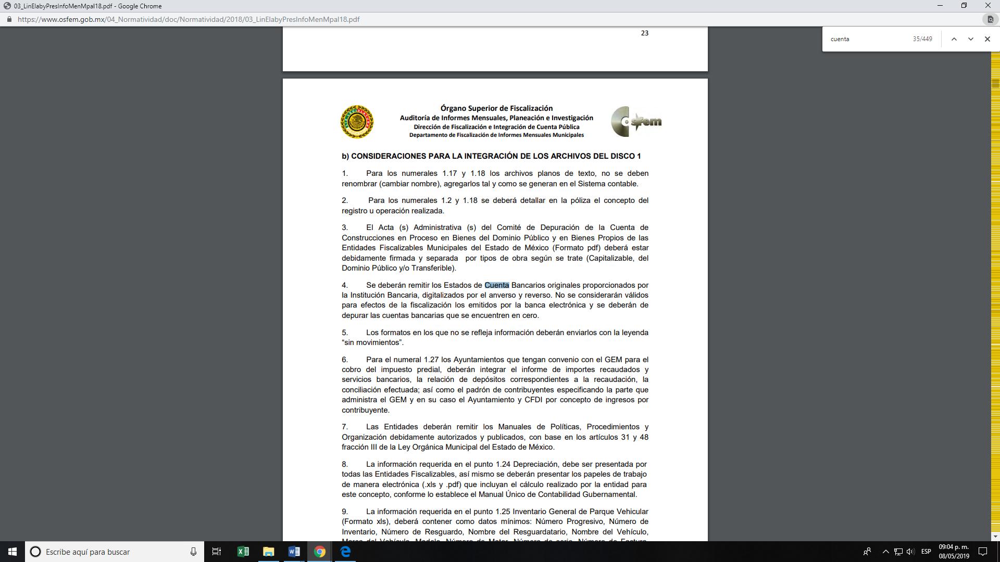 03_LinElabyPresInfoMenMpal18.pdf - Google Chrome
https://www.osfem.gob.mx/04_Normatividad/doc/Normatividad/2018/03_LinElabyPresInfoMenMpal18.pdf
cuenta 35/449
23
Órgano Superior de Fiscalización
Auditoría de Informes Mensuales, Planeación e Investigación
Dirección de Fiscalización e Integración de Cuenta Pública
Departamento de Fiscalización de Informes Mensuales Municipales
osfem
b) CONSIDERACIONES PARA LA INTEGRACIÓN DE LOS ARCHIVOS DEL DISCO 1
1. Para los numerales 1.17 y 1.18 los archivos planos de texto, no se deben
renombrar (cambiar nombre), agregarlos tal y como se generan en el Sistema contable.
2. Para los numerales 1.2 y 1.18 se deberá detallar en la póliza el concepto del
registro u operación realizada.
3. El Acta (s) Administrativa (s) del Comité de Depuración de la Cuenta de
Construcciones en Proceso en Bienes del Dominio Público y en Bienes Propios de las
Entidades Fiscalizables Municipales del Estado de México (Formato pdf) deberá estar
debidamente firmada y separada por tipos de obra según se trate (Capitalizable, del
Dominio Público y/o Transferible).
4. Se deberán remitir los Estados de Cuenta Bancarios originales proporcionados por
la Institución Bancaria, digitalizados por el anverso y reverso. No se considerarán válidos
para efectos de la fiscalización los emitidos por la banca electrónica y se deberán de
depurar las cuentas bancarias que se encuentren en cero.
5. Los formatos en los que no se refleja información deberán enviarlos con la leyenda
“sin movimientos”.
6. Para el numeral 1.27 los Ayuntamientos que tengan convenio con el GEM para el
cobro del impuesto predial, deberán integrar el informe de importes recaudados y
servicios bancarios, la relación de depósitos correspondientes a la recaudación, la
conciliación efectuada; así como el padrón de contribuyentes especificando la parte que
administra el GEM y en su caso el Ayuntamiento y CFDI por concepto de ingresos por
contribuyente.
7. Las Entidades deberán remitir los Manuales de Políticas, Procedimientos y
Organización debidamente autorizados y publicados, con base en los artículos 31 y 48
fracción III de la Ley Orgánica Municipal del Estado de México.
8. La información requerida en el punto 1.24 Depreciación, debe ser presentada por
todas las Entidades Fiscalizables, así mismo se deberán presentar los papeles de trabajo
de manera electrónica (.xls y .pdf) que incluyan el cálculo realizado por la entidad para
este concepto, conforme lo establece el Manual Único de Contabilidad Gubernamental.
9. La información requerida en el punto 1.25 Inventario General de Parque Vehicular
(Formato xls), deberá contener como datos mínimos: Número Progresivo, Número de
Inventario, Número de Resguardo, Nombre del Resguardatario, Nombre del Vehículo,
Marca del Vehículo, Modelo, Número de Motor, Número de serie, Número de Factura,
Escribe aquí para buscar
ESP
09:04 p. m.
08/05/2019